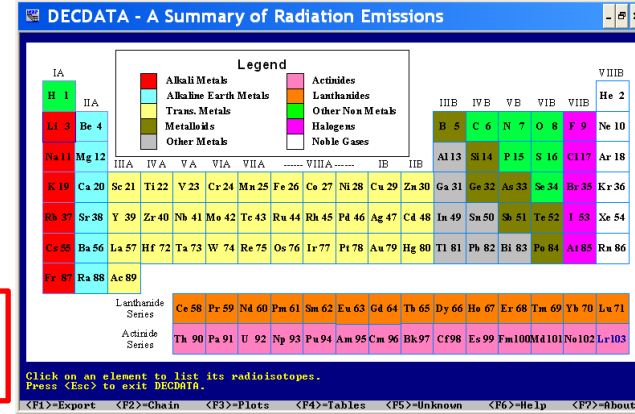 DECDATA - A Summary of Radiation Emissions
Legend
Alkali Metals Actinides
Alkaline Earth Metals Lanthanides
Trans. Metals Other Non Metals
Metalloids Halogens
Other Metals Noble Gases
IA VIIIB
H 1 IIA IIIB IVB VB VIB VIIB He 2
Li 3 Be 4 B 5 C 6 N 7 O 8 F 9 Ne 10
Na 11 Mg 12 IIIA IVA VA VIA VIIA ------ VIIIA ------ IB IIB Al 13 Si 14 P 15 S 16 Cl 17 Ar 18
K 19 Ca 20 Sc 21 Ti 22 V 23 Cr 24 Mn 25 Fe 26 Co 27 Ni 28 Cu 29 Zn 30 Ga 31 Ge 32 As 33 Se 34 Br 35 Kr 36
Rb 37 Sr 38 Y 39 Zr 40 Nb 41 Mo 42 Tc 43 Ru 44 Rh 45 Pd 46 Ag 47 Cd 48 In 49 Sn 50 Sb 51 Te 52 I 53 Xe 54
Cs 55 Ba 56 La 57 Hf 72 Ta 73 W 74 Re 75 Os 76 Ir 77 Pt 78 Au 79 Hg 80 Tl 81 Pb 82 Bi 83 Po 84 At 85 Rn 86
Fr 87 Ra 88 Ac 89
Lanthanide Series Ce 58 Pr 59 Nd 60 Pm 61 Sm 62 Eu 63 Gd 64 Tb 65 Dy 66 Ho 67 Er 68 Tm 69 Yb 70 Lu 71
Actinide Series Th 90 Pa 91 U 92 Np 93 Pu 94 Am 95 Cm 96 Bk 97 Cf 98 Es 99 Fm100 Md101 No102 Lr103
Click on an element to list its radioisotopes.
Press <Esc> to exit DECDATA.
<F1>=Export <F2>=Chain <F3>=Plots <F4>=Tables <F5>=Unknown <F6>=Help <F7>=About